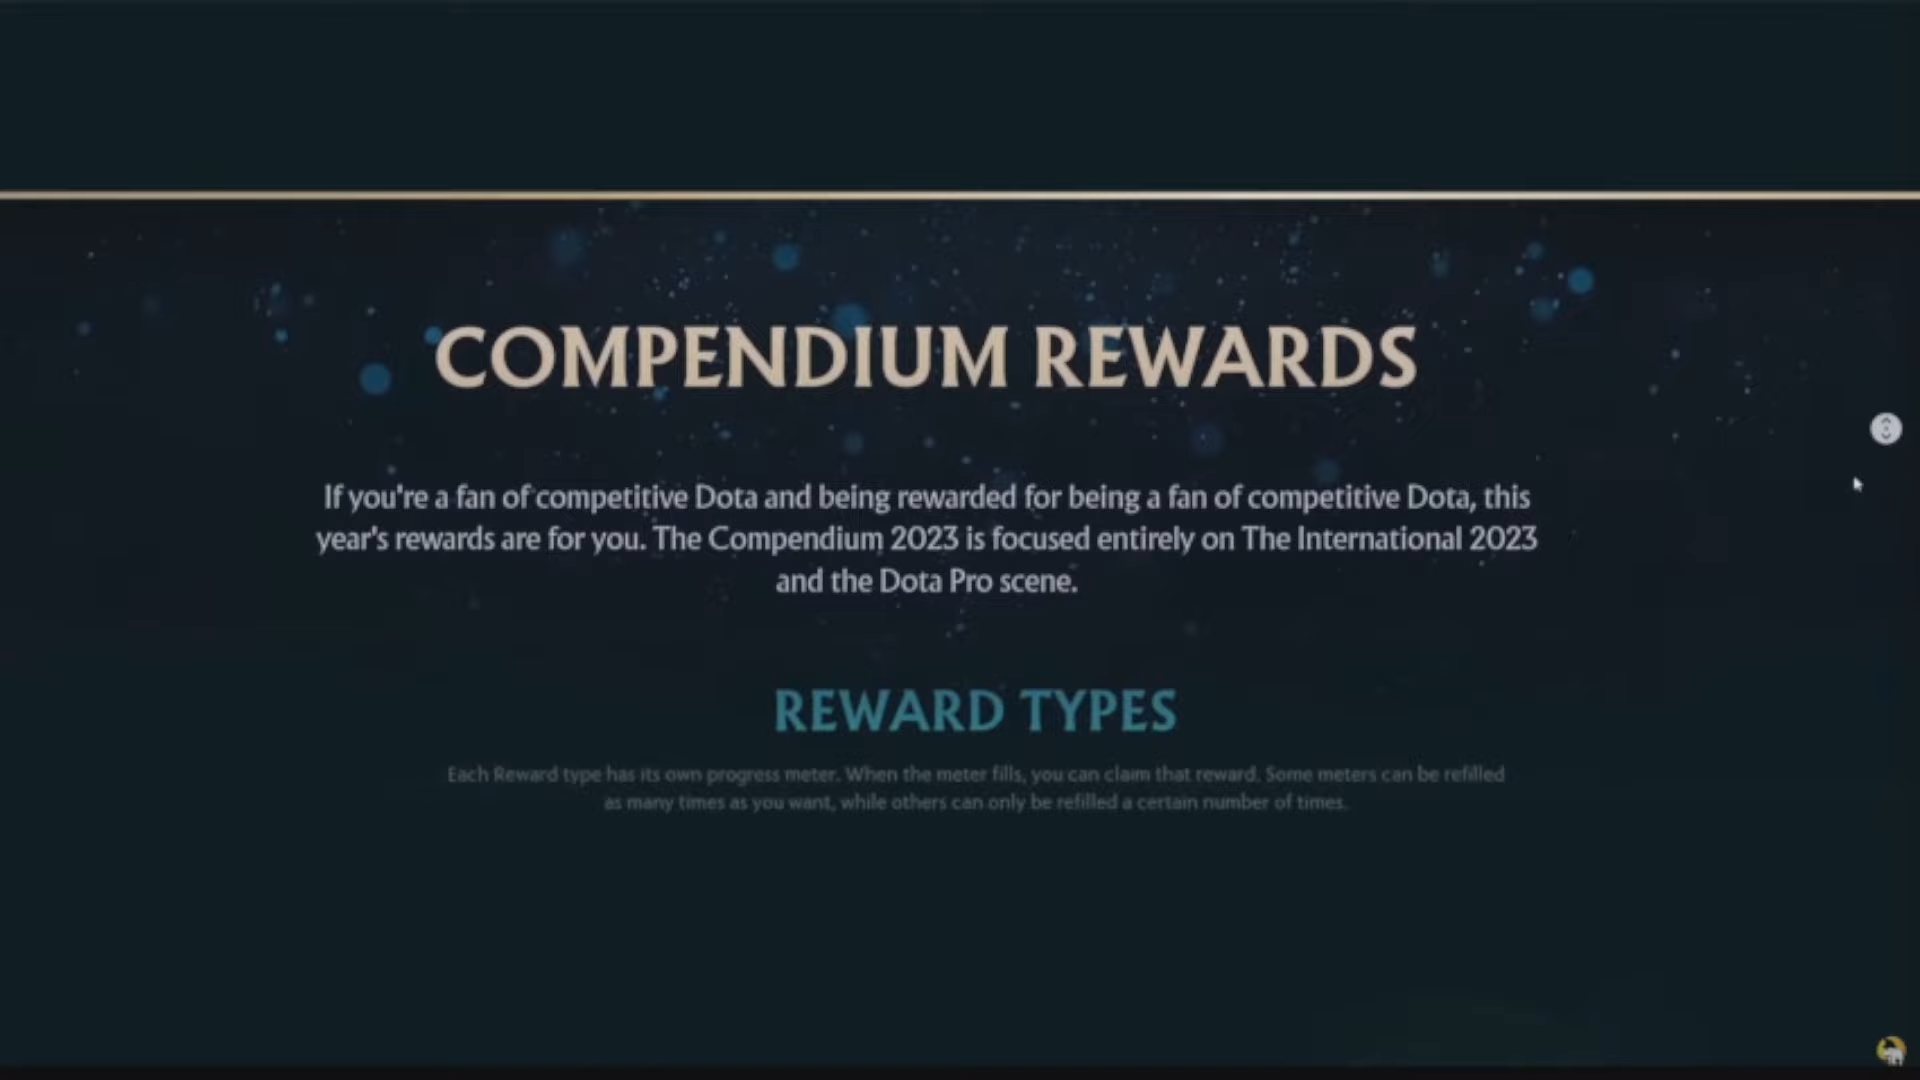 COMPENDIUM REWARDS
If you're a fan of competitive Dota and being rewarded for being a fan of competitive Dota, this
year's rewards are for you. The Compendium 2023 is focused entirely on The International 2023
and the Dota Pro scene.
REWARD TYPES
Each Reward type has its own progress meter. When the meter fills, you can claim that reward. Some meters can be refilled
as many times as you want, while others can only be refilled a certain number of times.